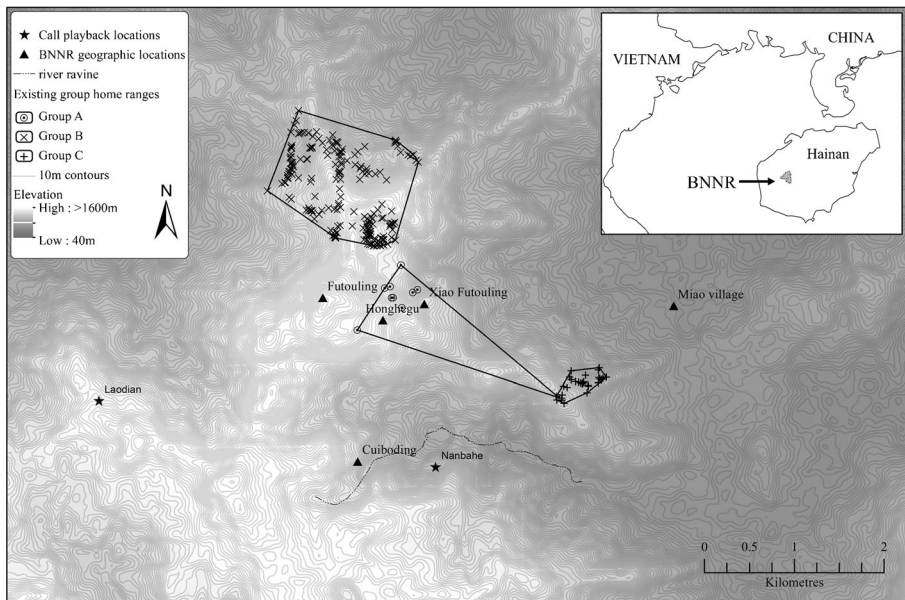 Call playback locations
BNNR geographic locations
river ravine
Existing group home ranges
Group A
Group B
Group C
10m contours
Elevation
High : >1600m
Low : 40m
N
VIETNAM
CHINA
Hainan
BNNR
Futouling
Xiao Futouling
Honghegu
Miao village
Laodian
Cuiboding
Nanbahe
0 0.5 1 2
Kilometres